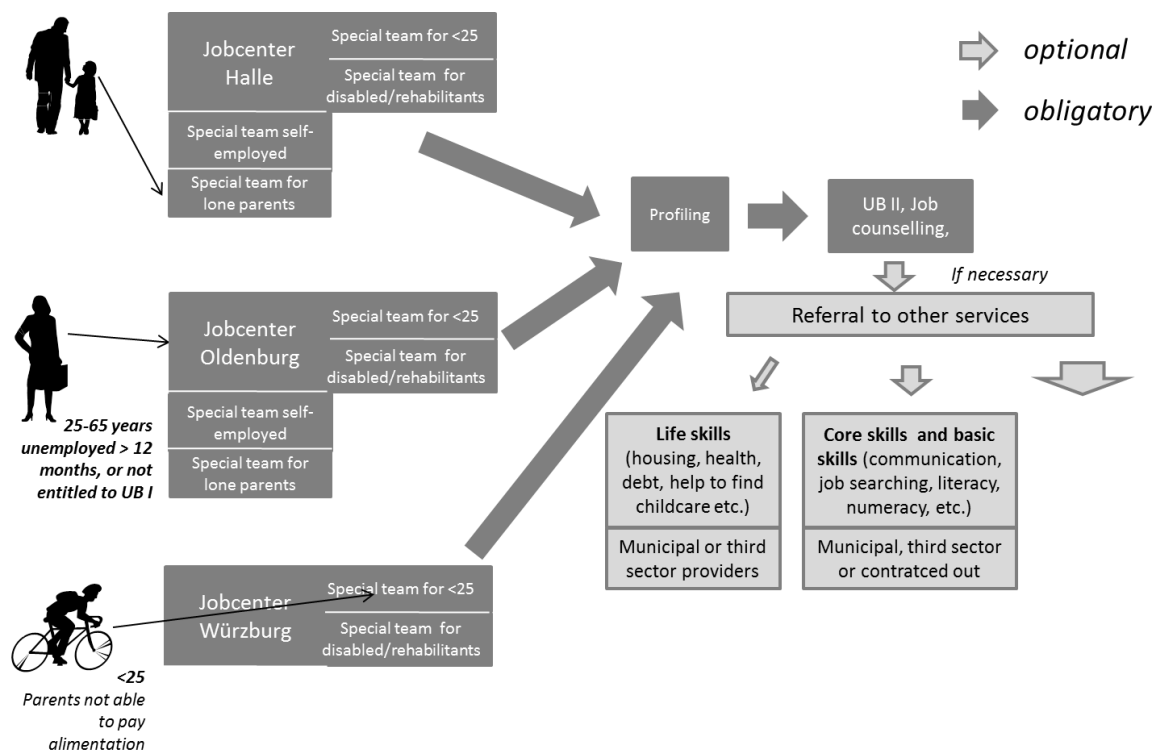 Jobcenter
Halle
Special team for <25
Special team for
disabled/rehabilitants
Special team self-
employed
Special team for
lone parents
optional
obligatory
Profiling
UB II, Job
counselling,
If necessary
Referral to other services
Jobcenter
Oldenburg
Special team for <25
Special team for
disabled/rehabilitants
Special team self-
employed
Special team for
lone parents
25-65 years
unemployed > 12
months, or not
entitled to UB I
Life skills
(housing, health,
debt, help to find
childcare etc.)
Municipal or third
sector providers
Core skills and basic
skills (communication,
job searching, literacy,
numeracy, etc.)
Municipal, third sector
or contratced out
Jobcenter
Würzburg
Special team for <25
Special team for
disabled/rehabilitants
<25
Parents not able
to pay
alimentation